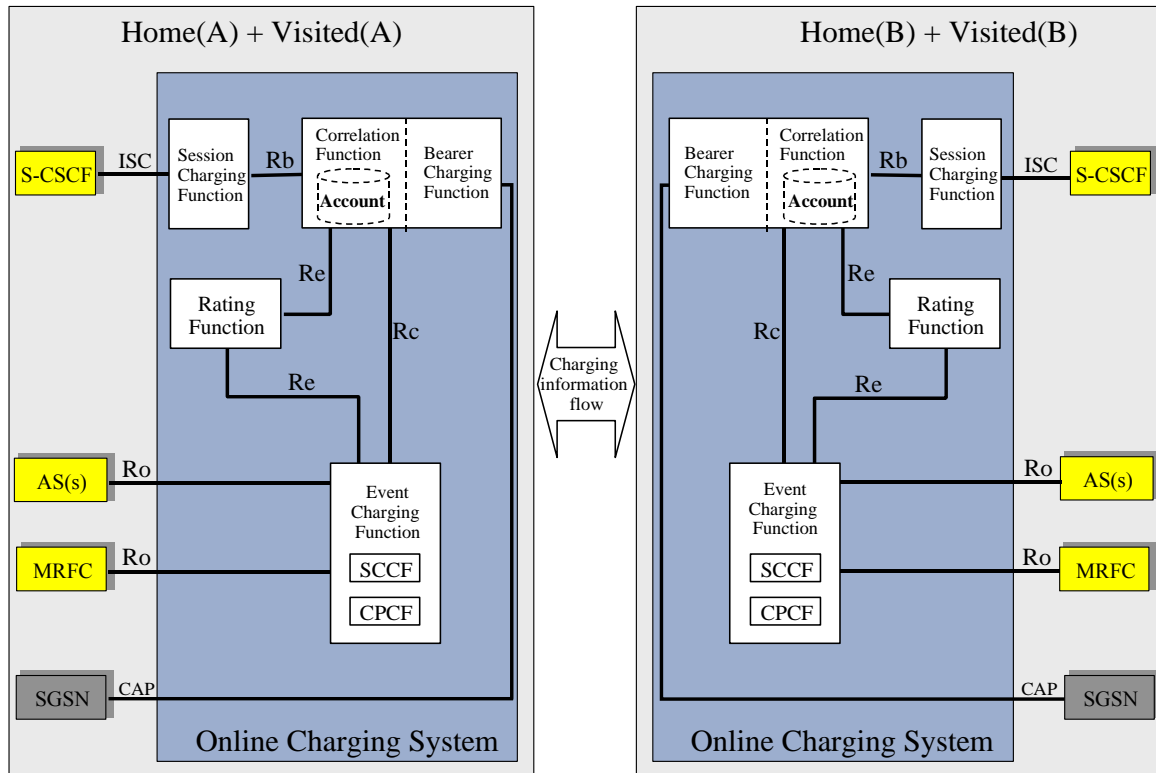 Home(A) + Visited(A)
S-CSCF
ISC
Session
Charging
Function
Rb
Correlation
Function
Account
Bearer
Charging
Function
Re
Rating
Function
Rc
Re
AS(s)
Ro
Event
Charging
Function
SCCF
CPCF
MRFC
Ro
SGSN
CAP
Online Charging System
Charging
information
flow
Home(B) + Visited(B)
Bearer
Charging
Function
Correlation
Function
Account
Rb
Session
Charging
Function
ISC
S-CSCF
Re
Rating
Function
Rc
Re
Event
Charging
Function
SCCF
CPCF
Ro
AS(s)
Ro
MRFC
CAP
SGSN
Online Charging System